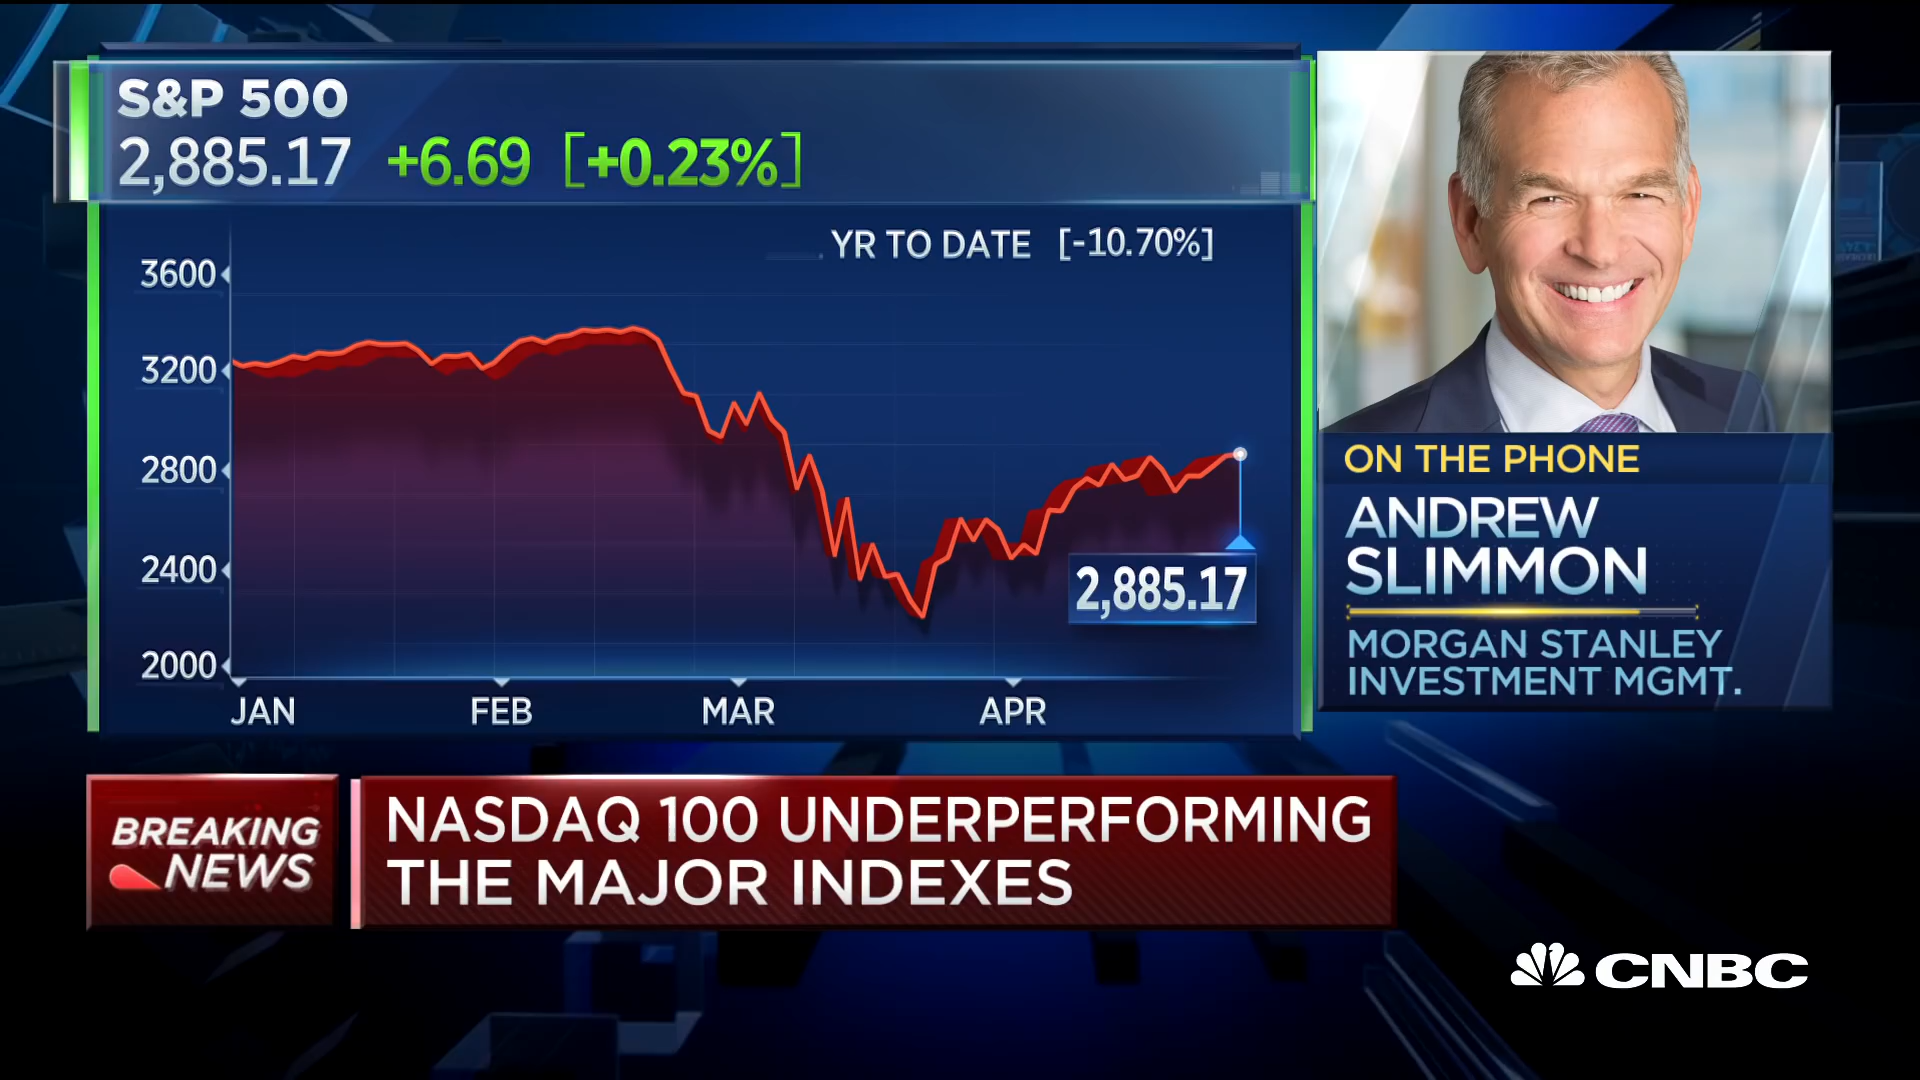 S&P 500
2,885.17 +6.69 [+0.23%]
YR TO DATE [-10.70%]
3600
3200
2800
2400
2000
JAN FEB MAR APR
2,885.17
ON THE PHONE
ANDREW
SLIMMON
MORGAN STANLEY
INVESTMENT MGMT.
BREAKING
NEWS
NASDAQ 100 UNDERPERFORMING
THE MAJOR INDEXES
CNBC